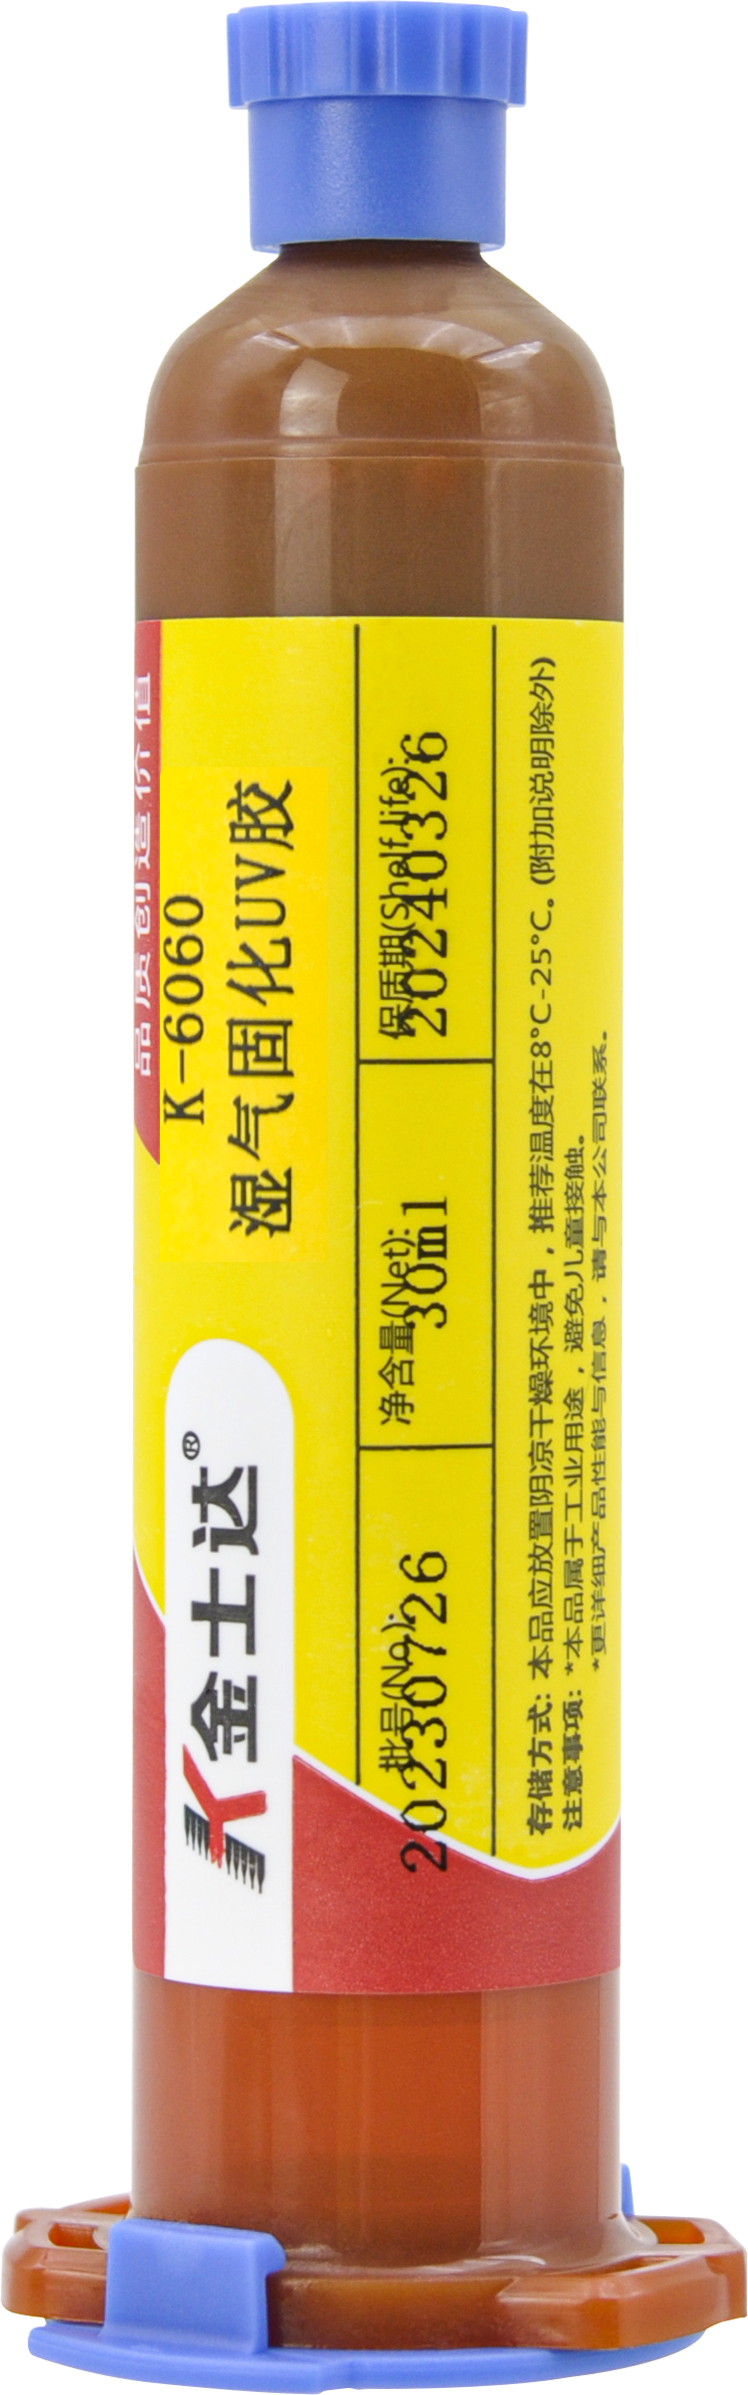 品质创造价值
K-6060
湿气固化UV胶
K金士达®
批号(No):
20230726
净含量(Net):
30ml
保质期(Shelf life):
20240326
存储方式: 本品应放置阴凉干燥环境中，推荐温度在8°C-25°C。(附加说明除外)
注意事项: *本品属于工业用途，避免儿童接触。
*更详细产品性能与信息，请与本公司联系。